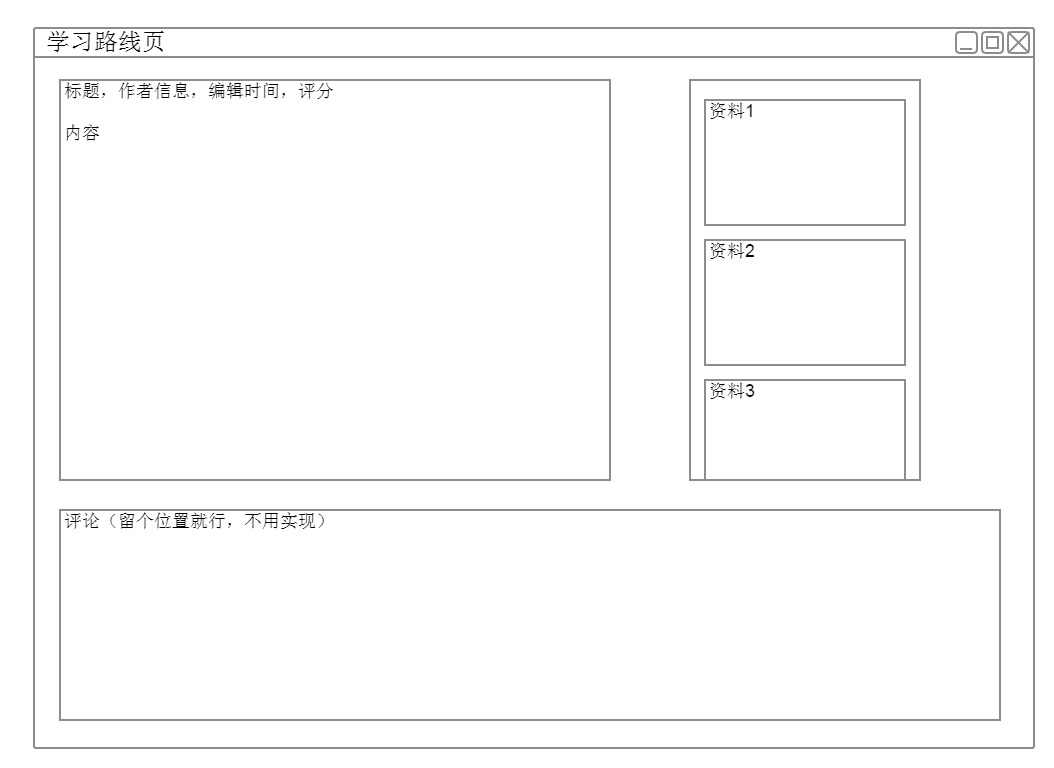 学习路线页
标题，作者信息，编辑时间，评分
内容
资料1
资料2
资料3
评论（留个位置就行，不用实现）